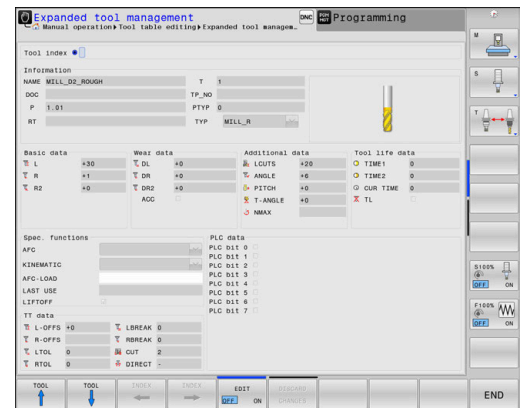 Expanded tool management
DNC
Programming
Manual operation▸Tool table editing▸Expanded tool managem…
Tool index
Information
NAME MILL_D2_ROUGH T 1
DOC TP_NO
P 1.01 PTYP 0
RT TYP MILL_R
Basic data Wear data Additional data Tool life data
L +30 DL +0 LCUTS +20 TIME1 0
R +1 DR +0 ANGLE +6 TIME2 0
R2 +0 DR2 +0 PITCH +0 CUR TIME 0
ACC T-ANGLE +0 TL
NMAX
Spec. functions PLC data
AFC PLC bit 0
PLC bit 1
KINEMATIC PLC bit 2
AFC-LOAD PLC bit 3
PLC bit 4
LAST USE PLC bit 5
LIFTOFF PLC bit 6
PLC bit 7
TT data
L-OFFS +0 LBREAK 0
R-OFFS RBREAK 0
LTOL 0 CUT 2
RTOL 0 DIRECT -
M
S
T
S100%
OFF ON
F100%
OFF ON
TOOL TOOL INDEX INDEX EDIT DISCARD END
OFF ON CHANGES